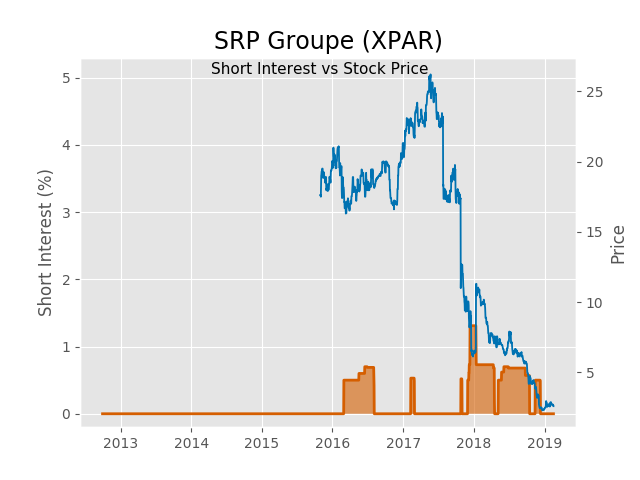 SRP Groupe (XPAR)
Short Interest vs Stock Price
Short Interest (%)
5
4
3
2
1
0
25
20
15
10
5
Price
2013 2014 2015 2016 2017 2018 2019